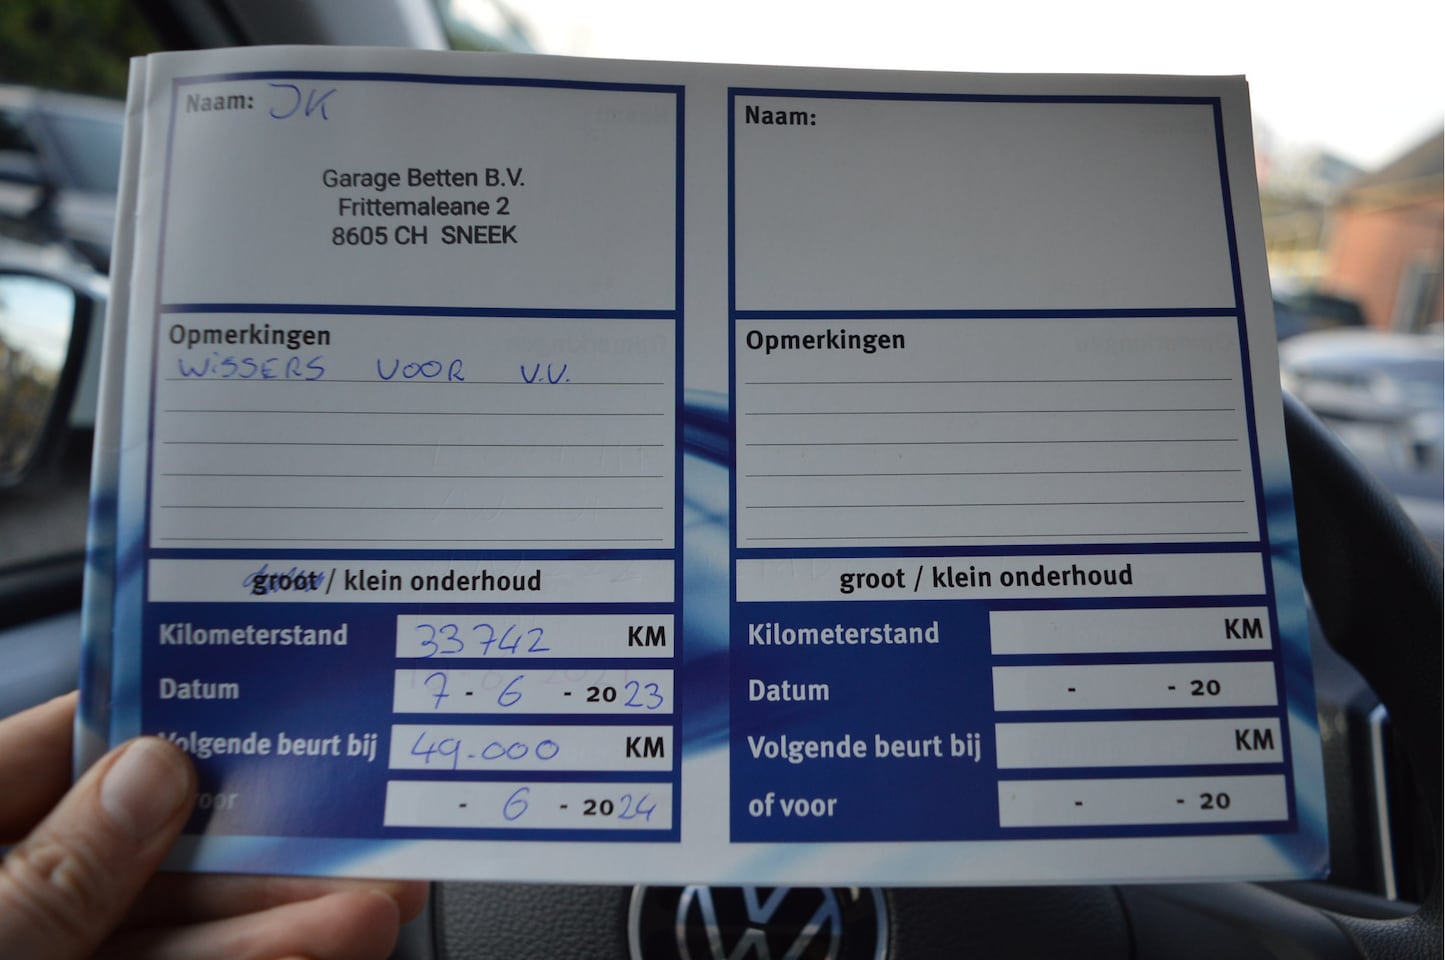 Naam: JK
Garage Betten B.V.
Frittemaleane 2
8605 CH SNEEK
Opmerkingen
WISSERS VOOR V.V.
groot / klein onderhoud
Kilometerstand 33742 KM
Datum 7 - 6 - 2023
Volgende beurt bij 49.000 KM
voor - 6 - 2024
Naam:
Opmerkingen
groot / klein onderhoud
Kilometerstand KM
Datum - - 20
Volgende beurt bij KM
of voor - - 20